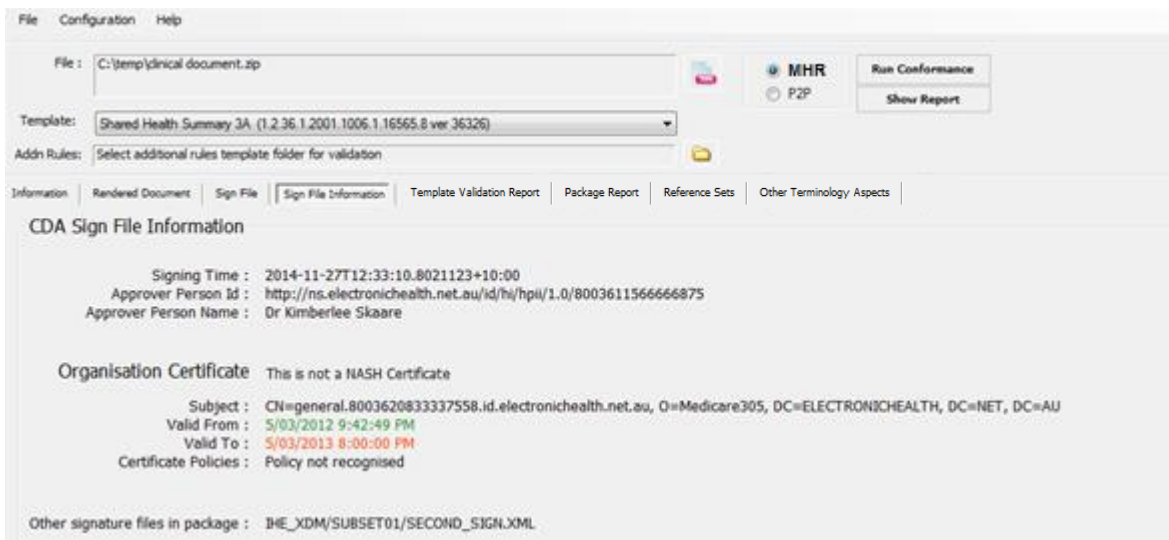 File Configuration Help
File : C:\temp\clinical document.zip
MHR
Run Conformance
P2P
Show Report
Template: Shared Health Summary 3A (1.2.36.1.2001.1006.1.16565.8 ver 36326)
Addn Rules: Select additional rules template folder for validation
Information Rendered Document Sign File Sign File Information Template Validation Report Package Report Reference Sets Other Terminology Aspects
CDA Sign File Information
Signing Time : 2014-11-27T12:33:10.8021123+10:00
Approver Person Id : http://ns.electronichealth.net.au/id/hi/hpii/1.0/8003611566666875
Approver Person Name : Dr Kimberlee Skaare
Organisation Certificate This is not a NASH Certificate
Subject : CN=general.8003620833337558.id.electronichealth.net.au, O=Medicare305, DC=ELECTRONICHEALTH, DC=NET, DC=AU
Valid From : 5/03/2012 9:42:49 PM
Valid To : 5/03/2013 8:00:00 PM
Certificate Policies : Policy not recognised
Other signature files in package : IHE_XDM/SUBSET01/SECOND_SIGN.XML